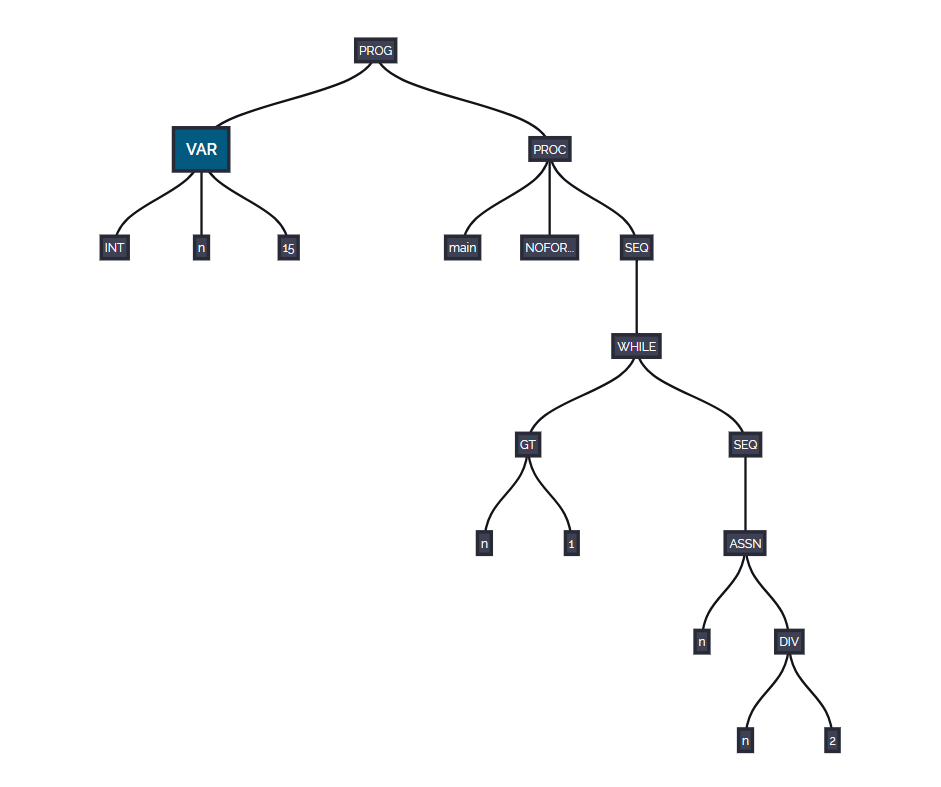 PROG
VAR
PROC
INT
n
15
main
NOFOR...
SEQ
WHILE
GT
SEQ
n
1
ASSN
n
DIV
n
2